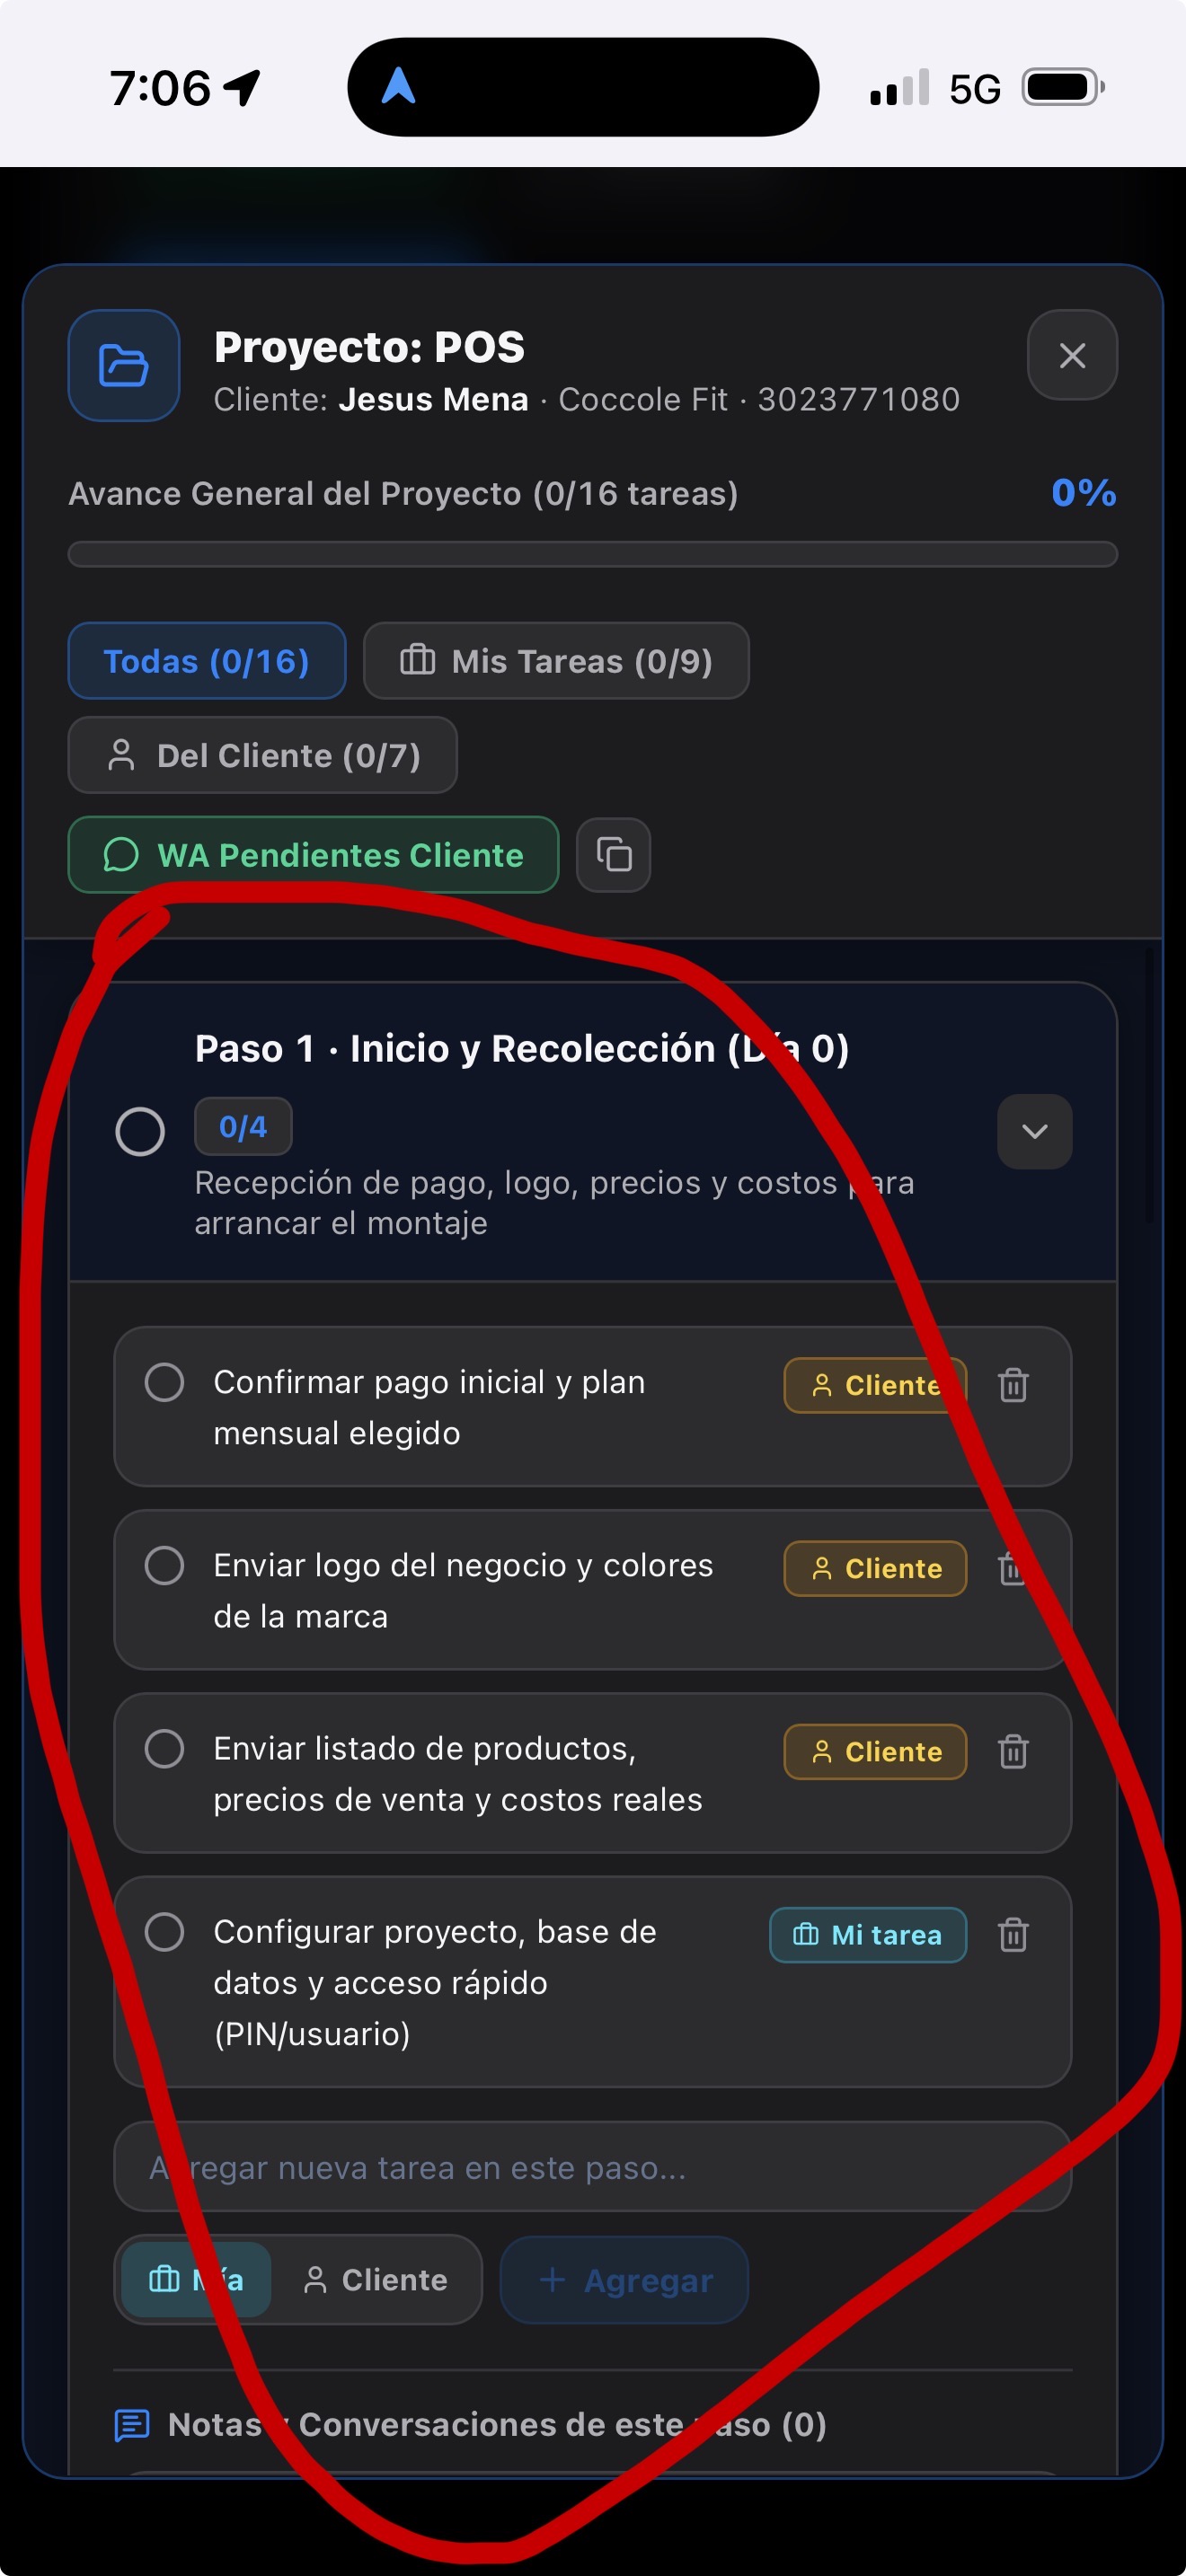 7:06
5G
Proyecto: POS
Cliente: Jesus Mena · Coccole Fit · 3023771080
Avance General del Proyecto (0/16 tareas)
0%
Todas (0/16)
Mis Tareas (0/9)
Del Cliente (0/7)
WA Pendientes Cliente
Paso 1 · Inicio y Recolección (Día 0)
0/4
Recepción de pago, logo, precios y costos para
arrancar el montaje
Confirmar pago inicial y plan
mensual elegido
Cliente
Enviar logo del negocio y colores
de la marca
Cliente
Enviar listado de productos,
precios de venta y costos reales
Cliente
Configurar proyecto, base de
datos y acceso rápido
(PIN/usuario)
Mi tarea
Agregar nueva tarea en este paso...
Mía
Cliente
+ Agregar
Notas y Conversaciones de este paso (0)